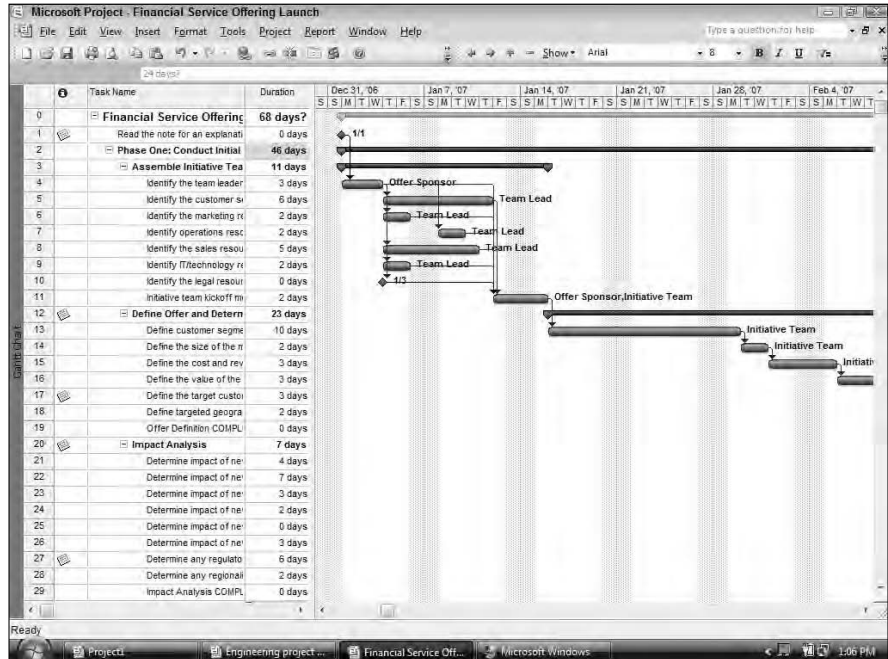 Microsoft Project - Financial Service Offering Launch
File Edit View Insert Format Tools Project Report Window Help
Type a question for help
Show Arial 8 B I U
24 days?
Task Name Duration Dec 31, '06 Jan 7, '07 Jan 14, '07 Jan 21, '07 Jan 28, '07 Feb 4, '07
S S M T W T F S S M T W T F S S M T W T F S S M T W T F S S M T W T F S S M T W T
0 Financial Service Offering 68 days?
1 Read the note for an explanati 0 days 1/1
2 Phase One: Conduct Initial 46 days
3 Assemble Initiative Tea 11 days
4 Identify the team leader 3 days Offer Sponsor
5 Identify the customer se 6 days Team Lead
6 Identify the marketing re 2 days Team Lead
7 Identify operations resc 2 days Team Lead
8 Identify the sales resou 5 days Team Lead
9 Identify IT/technology re 2 days Team Lead
10 Identify the legal resour 0 days 1/3
11 Initiative team kickoff m 2 days Offer Sponsor,Initiative Team
12 Define Offer and Determ 23 days
13 Define customer segme 10 days Initiative Team
14 Define the size of the m 2 days Initiative Team
15 Define the cost and rev 3 days Initiativ
16 Define the value of the 3 days
17 Define the target custo 3 days
18 Define targeted geogra 2 days
19 Offer Definition COMPL 0 days
20 Impact Analysis 7 days
21 Determine impact of ne 4 days
22 Determine impact of ne 7 days
23 Determine impact of ne 3 days
24 Determine impact of ne 2 days
25 Determine impact of ne 0 days
26 Determine impact of ne 3 days
27 Determine any regulato 6 days
28 Determine any regionali 2 days
29 Impact Analysis COMPL 0 days
Gantt Chart
Ready
Project1 Engineering project ... Financial Service Off... Microsoft Windows 1:06 PM